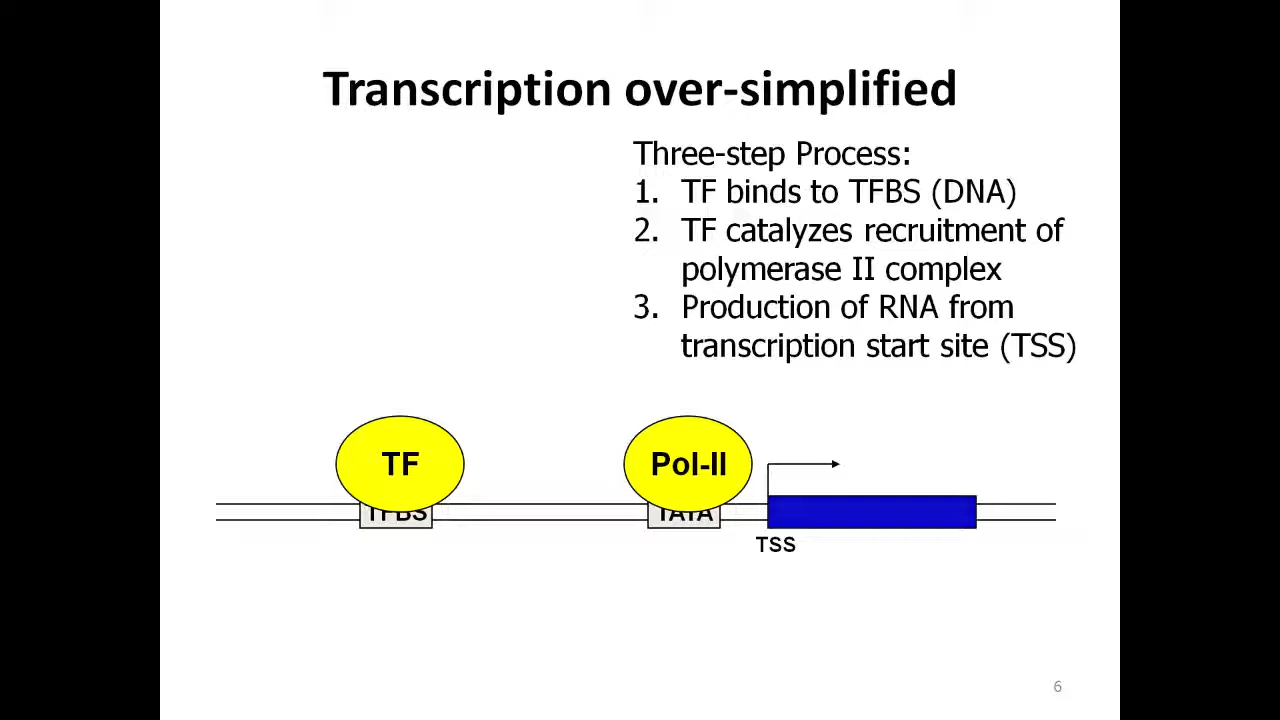 Transcription over-simplified
Three-step Process:
1. TF binds to TFBS (DNA)
2. TF catalyzes recruitment of
polymerase II complex
3. Production of RNA from
transcription start site (TSS)
TF
Pol-II
TFBS
TATA
TSS
6